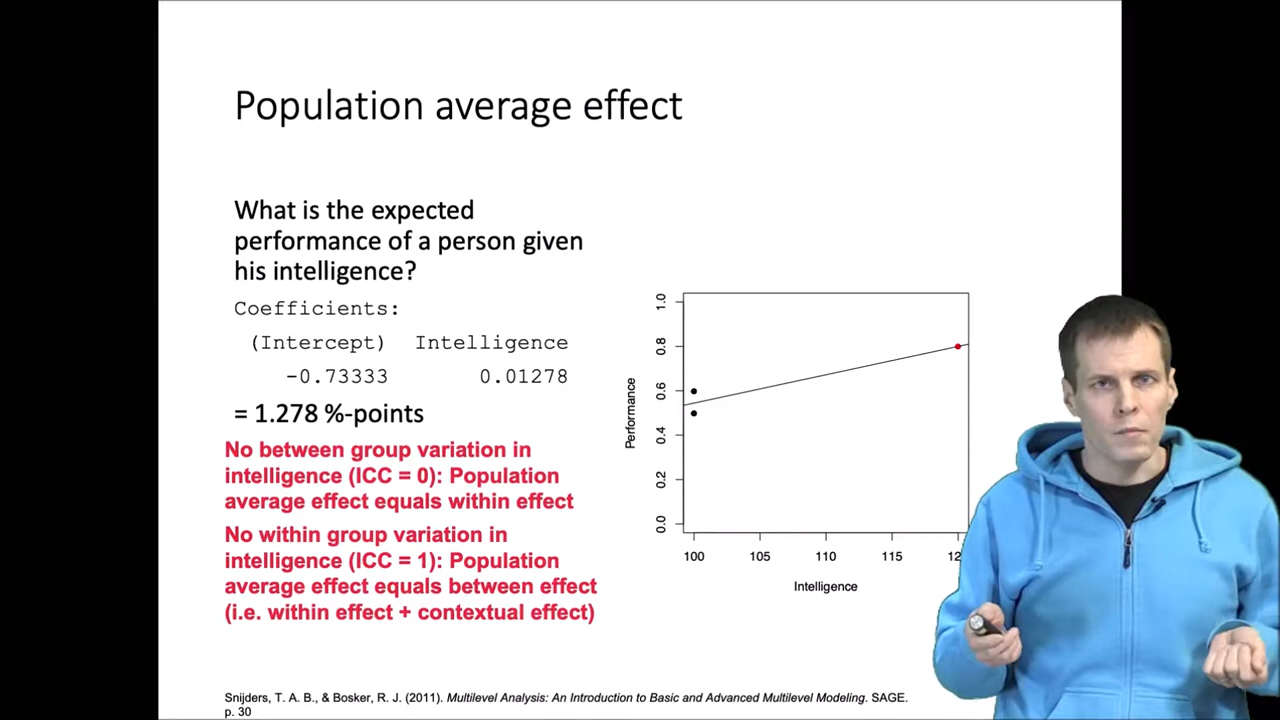 Population average effect
What is the expected
performance of a person given
his intelligence?
Coefficients:
(Intercept) Intelligence
-0.73333 0.01278
= 1.278 %-points
No between group variation in
intelligence (ICC = 0): Population
average effect equals within effect
No within group variation in
intelligence (ICC = 1): Population
average effect equals between effect
(i.e. within effect + contextual effect)
Performance
1.0
0.8
0.6
0.4
0.2
0.0
100 105 110 115
Intelligence
Snijders, T. A. B., & Bosker, R. J. (2011). Multilevel Analysis: An Introduction to Basic and Advanced Multilevel Modeling. SAGE.
p. 30